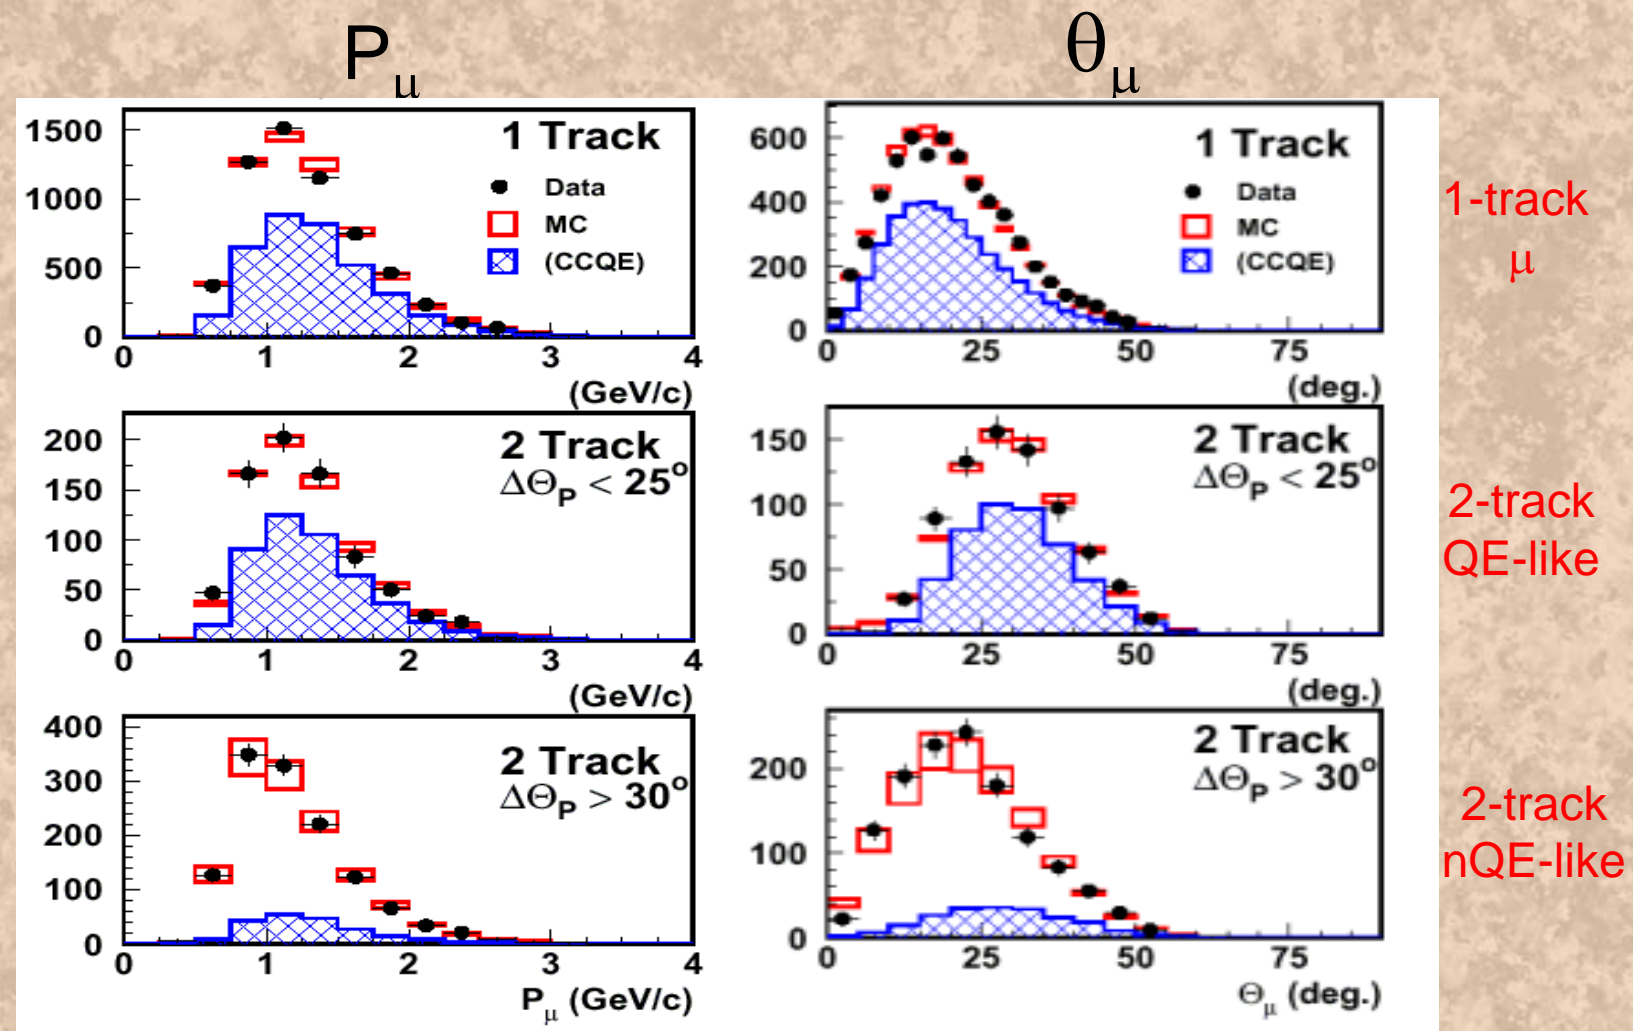 Pμ
θμ
1 Track
Data
MC
(CCQE)
1500
1000
500
0
0 1 2 3 4
(GeV/c)
1 Track
Data
MC
(CCQE)
600
400
200
0
0 25 50 75
(deg.)
1-track
μ
2 Track
ΔΘP < 25°
200
150
100
50
0
0 1 2 3 4
(GeV/c)
2 Track
ΔΘP < 25°
150
100
50
0
0 25 50 75
(deg.)
2-track
QE-like
2 Track
ΔΘP > 30°
400
300
200
100
0
0 1 2 3 4
Pμ (GeV/c)
2 Track
ΔΘP > 30°
200
100
0
0 25 50 75
Θμ (deg.)
2-track
nQE-like